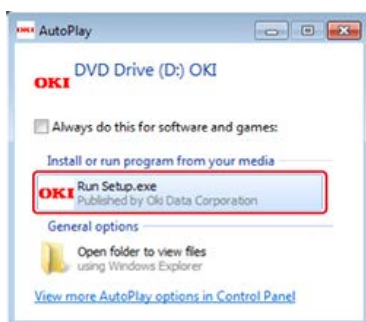 AutoPlay
DVD Drive (D:) OKI
OKI
Always do this for software and games:
Install or run program from your media
OKI Run Setup.exe
Published by Oki Data Corporation
General options
Open folder to view files
using Windows Explorer
View more AutoPlay options in Control Panel